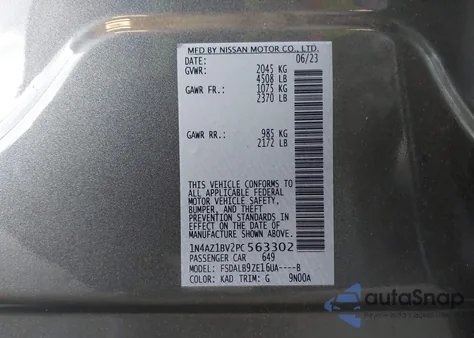 MFD BY NISSAN MOTOR CO., LTD.
DATE: 06/23
GVWR: 2045 KG
4508 LB
GAWR FR.: 1075 KG
2370 LB
GAWR RR.: 985 KG
2172 LB
THIS VEHICLE CONFORMS TO
ALL APPLICABLE FEDERAL
MOTOR VEHICLE SAFETY,
BUMPER, AND THEFT
PREVENTION STANDARDS IN
EFFECT ON THE DATE OF
MANUFACTURE SHOWN ABOVE.
1N4AZ1BV2PC563302
PASSENGER CAR 649
MODEL: FSDALB9ZE16UA----B
COLOR: KAD TRIM: G 9N00A
autoSnap